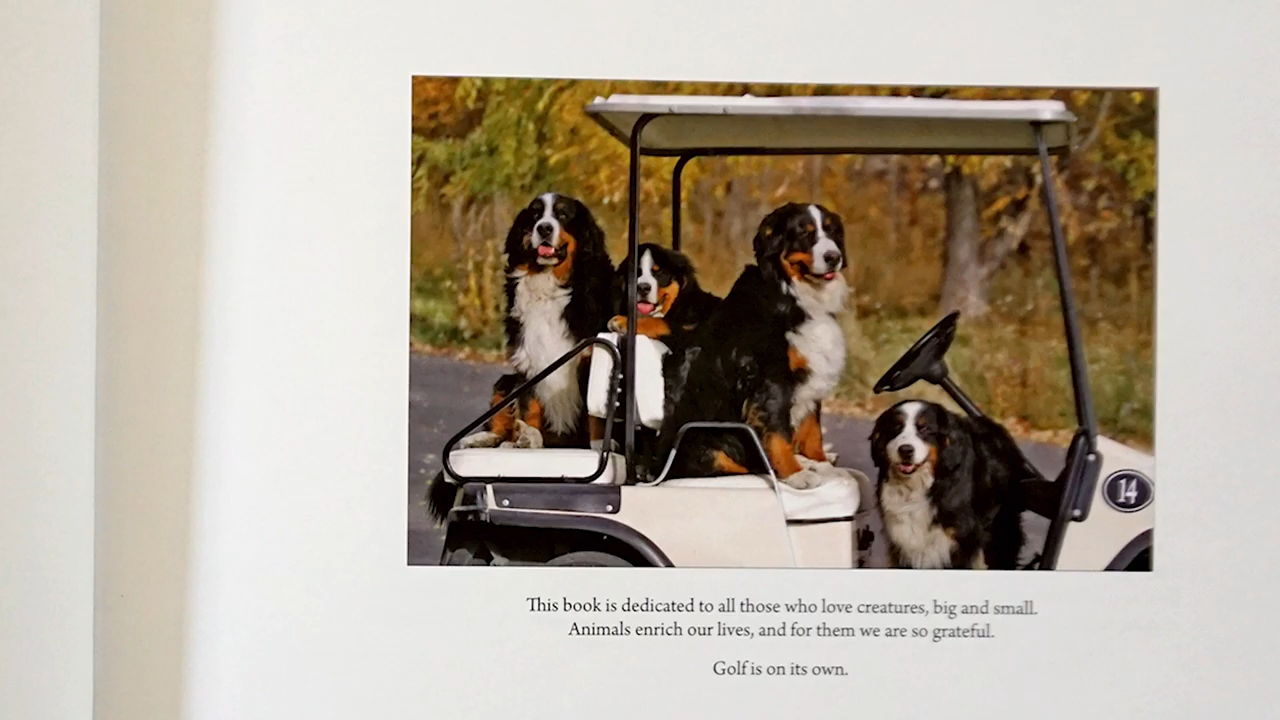 14
This book is dedicated to all those who love creatures, big and small.
Animals enrich our lives, and for them we are so grateful.
Golf is on its own.